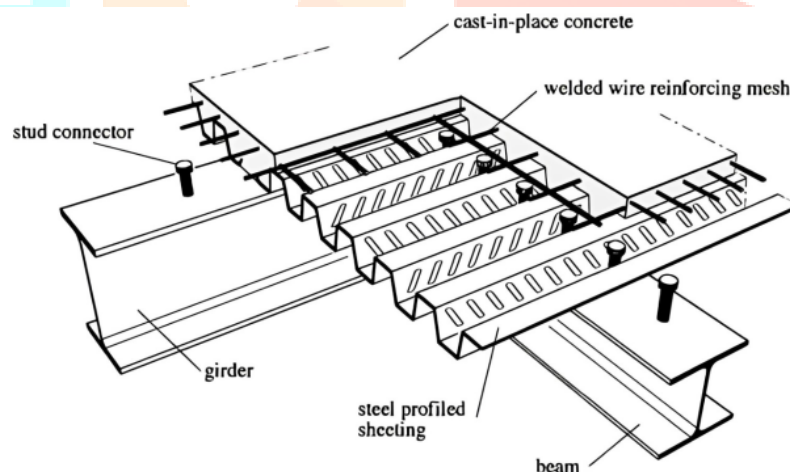 cast-in-place concrete
welded wire reinforcing mesh
stud connector
girder
steel profiled
sheeting
beam